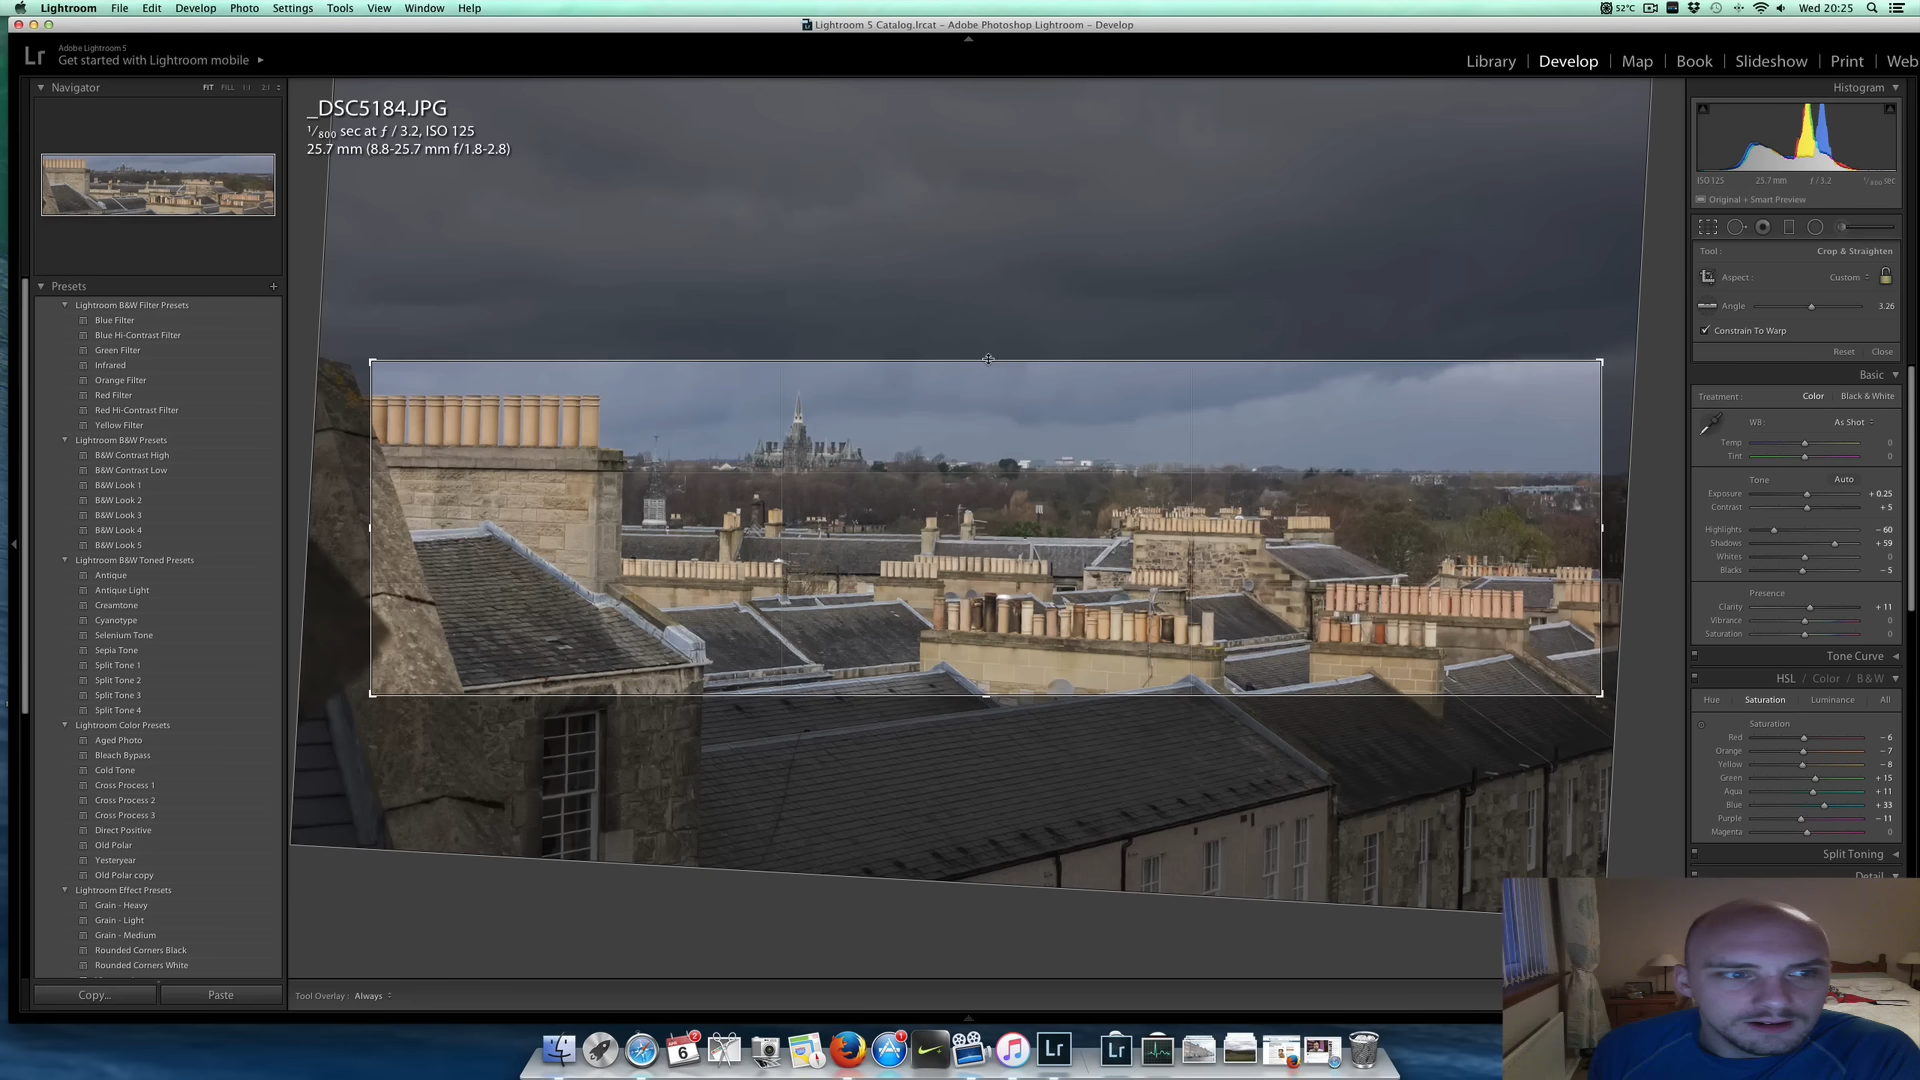 Lightroom File Edit Develop Photo Settings Tools View Window Help
52°C Wed 20:25
Lightroom 5 Catalog.lrcat - Adobe Photoshop Lightroom - Develop
Lr
Adobe Lightroom 5
Get started with Lightroom mobile
Library | Develop | Map | Book | Slideshow | Print | Web
Navigator FIT FILL 1:1 2:1
Presets +
Lightroom B&W Filter Presets
Blue Filter
Blue Hi-Contrast Filter
Green Filter
Infrared
Orange Filter
Red Filter
Red Hi-Contrast Filter
Yellow Filter
Lightroom B&W Presets
B&W Contrast High
B&W Contrast Low
B&W Look 1
B&W Look 2
B&W Look 3
B&W Look 4
B&W Look 5
Lightroom B&W Toned Presets
Antique
Antique Light
Creamtone
Cyanotype
Selenium Tone
Sepia Tone
Split Tone 1
Split Tone 2
Split Tone 3
Split Tone 4
Lightroom Color Presets
Aged Photo
Bleach Bypass
Cold Tone
Cross Process 1
Cross Process 2
Cross Process 3
Direct Positive
Old Polar
Yesteryear
Old Polar copy
Lightroom Effect Presets
Grain - Heavy
Grain - Light
Grain - Medium
Rounded Corners Black
Rounded Corners White
Copy... Paste
_DSC5184.JPG
1/800 sec at ƒ / 3.2, ISO 125
25.7 mm (8.8-25.7 mm f/1.8-2.8)
Tool Overlay : Always
Histogram
ISO 125 25.7 mm ƒ / 3.2 1/800 sec
Original + Smart Preview
Tool : Crop & Straighten
Aspect : Custom
Angle 3.26
Constrain To Warp
Reset Close
Basic
Treatment : Color Black & White
WB : As Shot
Temp 0
Tint 0
Tone Auto
Exposure + 0.25
Contrast + 5
Highlights - 60
Shadows + 59
Whites 0
Blacks - 5
Presence
Clarity + 11
Vibrance 0
Saturation 0
Tone Curve
HSL / Color / B & W
Hue Saturation Luminance All
Saturation
Red - 6
Orange - 7
Yellow - 8
Green + 15
Aqua + 11
Blue + 33
Purple - 11
Magenta 0
Split Toning
Detail
2
6
1
Lr
Lr